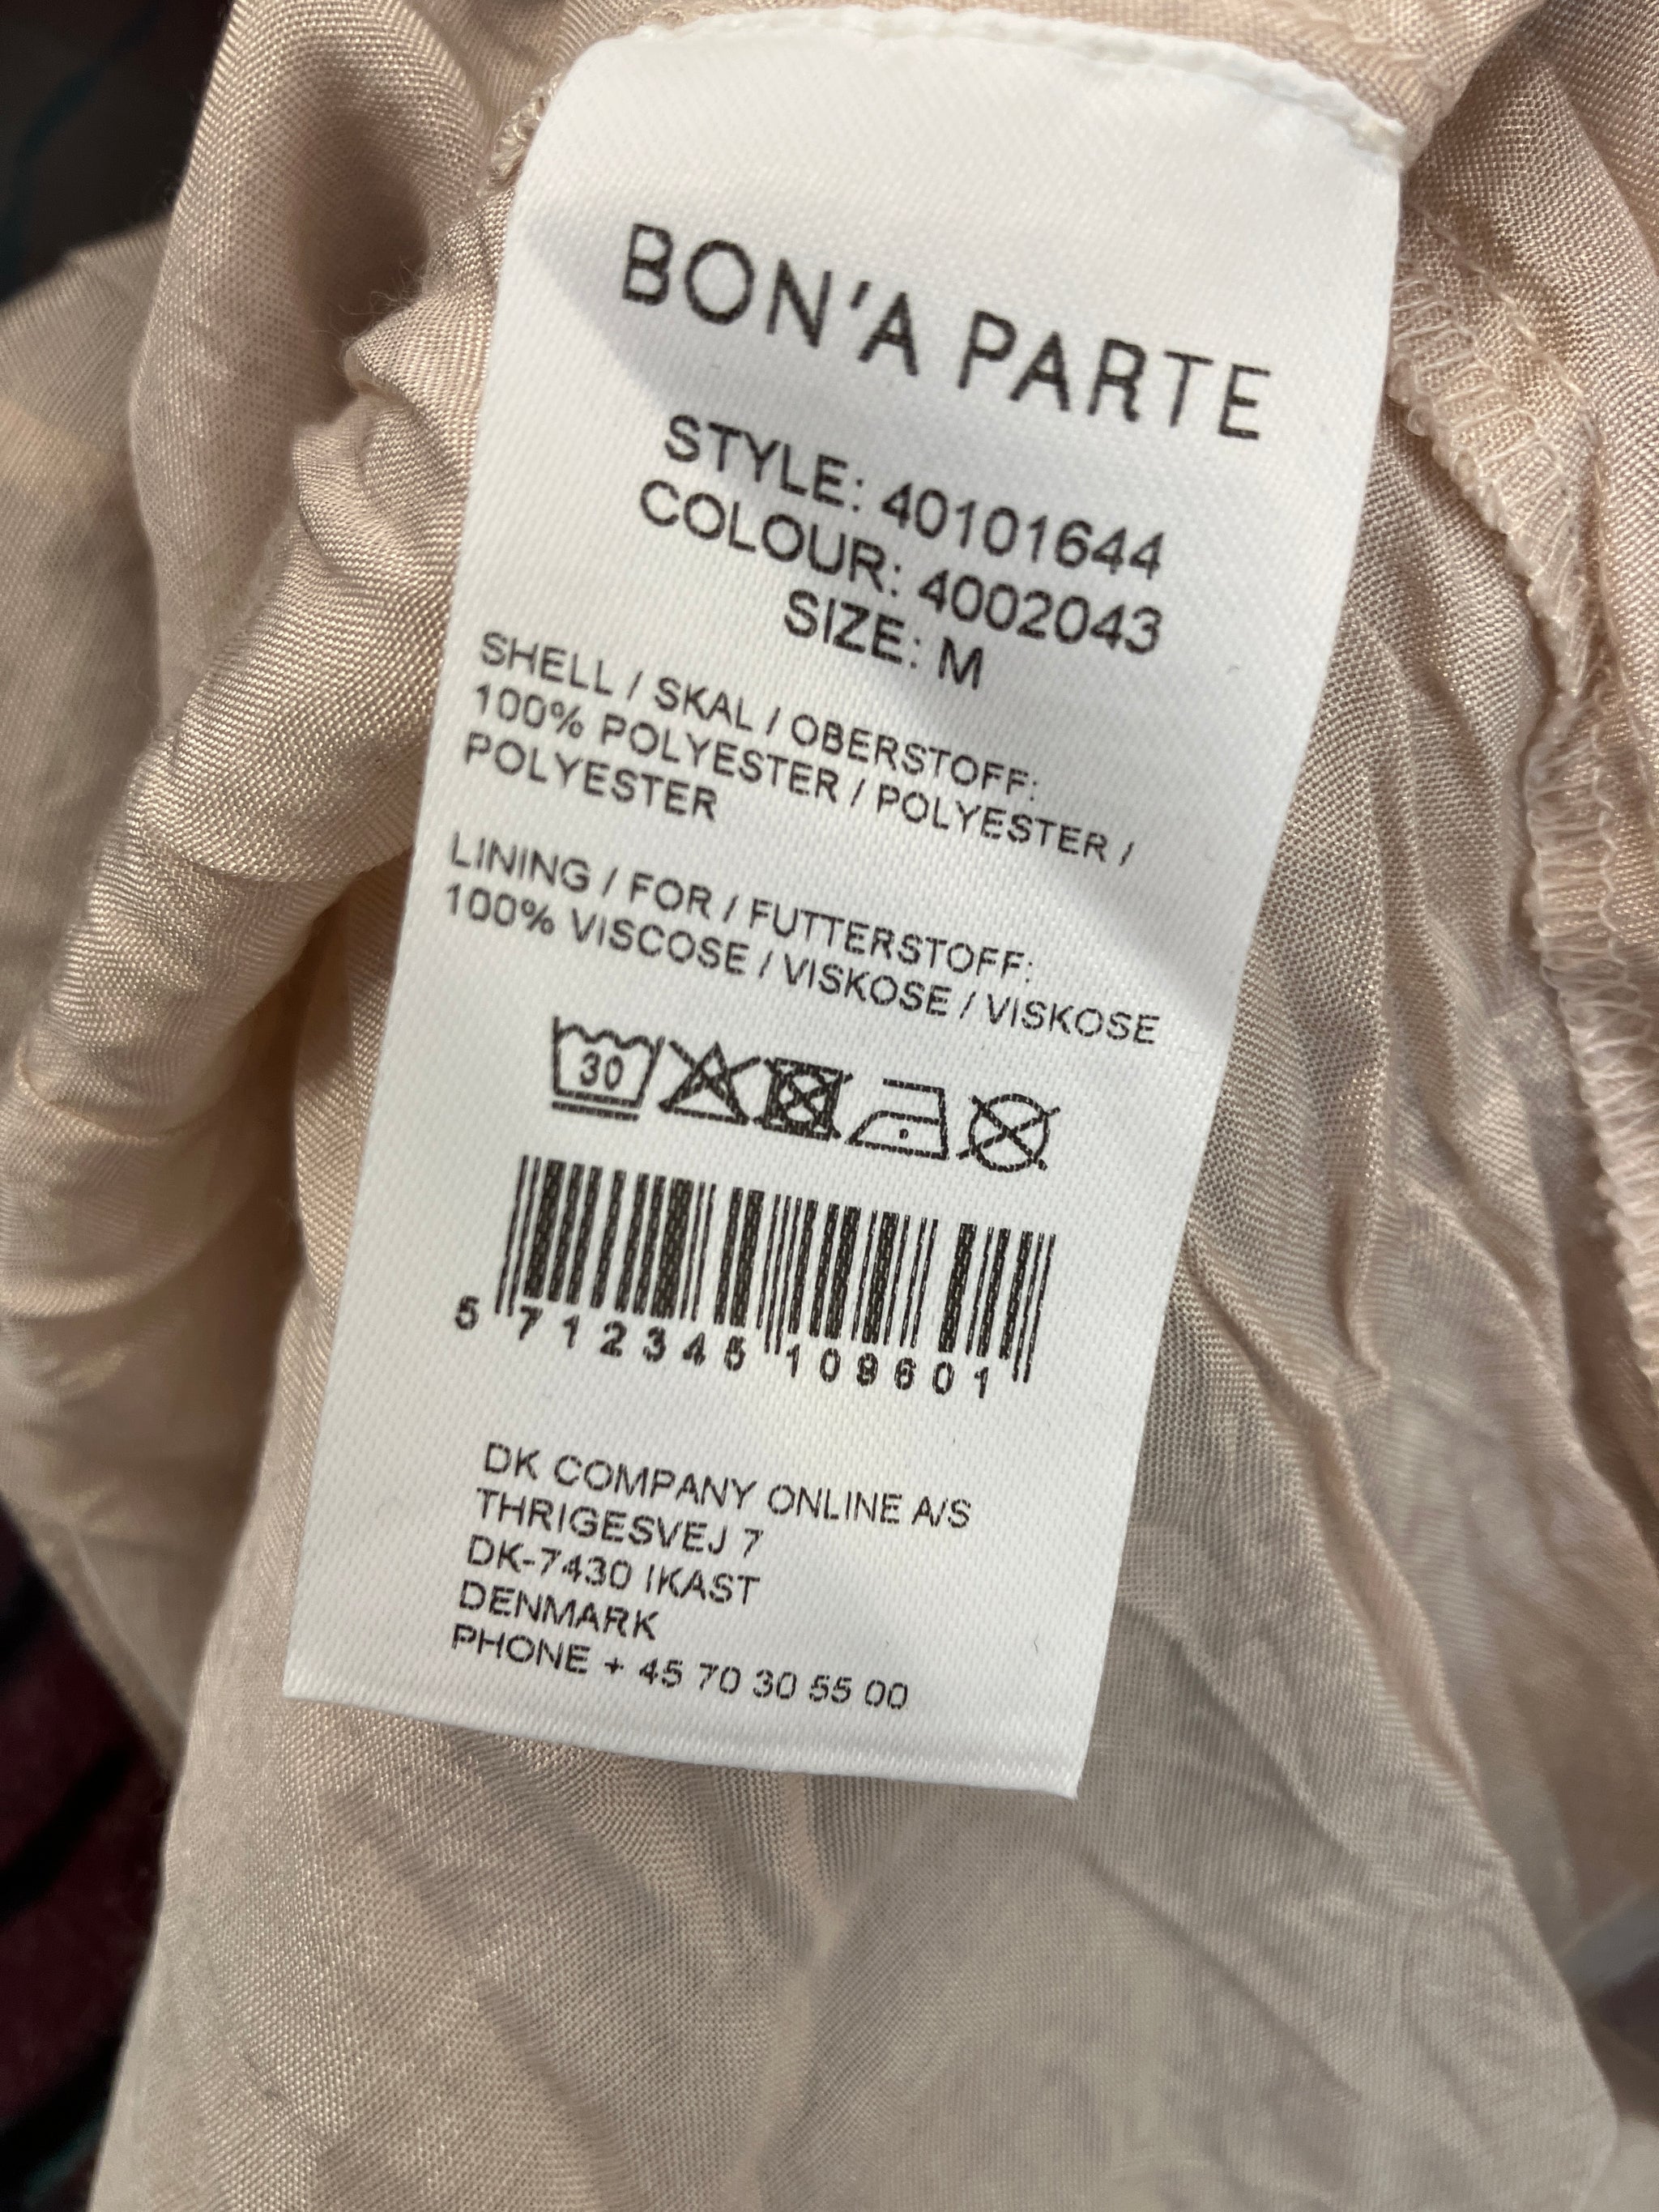 BON'A PARTE
STYLE: 40101644
COLOUR: 4002043
SIZE: M
SHELL / SKAL / OBERSTOFF:
100% POLYESTER / POLYESTER /
POLYESTER
LINING / FOR / FUTTERSTOFF:
100% VISCOSE / VISKOSE / VISKOSE
30
5 712345 109601
DK COMPANY ONLINE A/S
THRIGESVEJ 7
DK-7430 IKAST
DENMARK
PHONE + 45 70 30 55 00